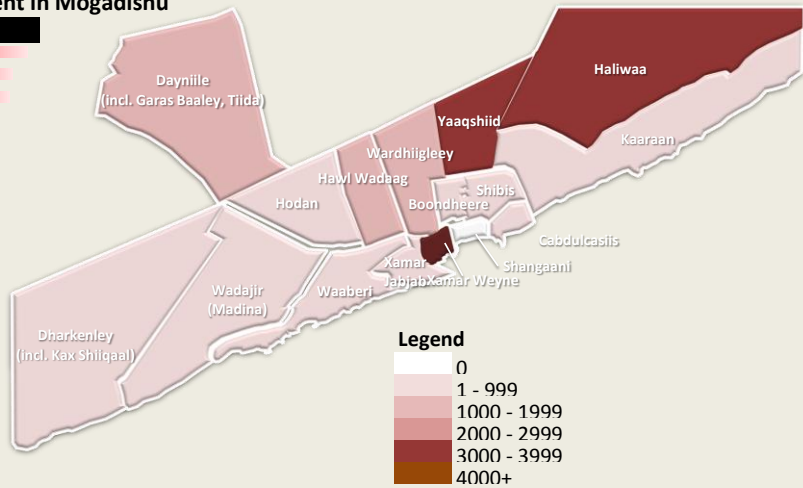 ent in Mogadishu
Dayniile
(incl. Garas Baaley, Tiida)
Haliwaa
Yaaqshiid
Kaaraan
Wardhiigleey
Hawl Wadaag
Shibis
Hodan
Boondheere
Cabdulcasiis
Xamar
Jabjab
Xamar Weyne
Shangaani
Wadajir
(Madina)
Waaberi
Dharkenley
(incl. Kax Shiiqaal)
Legend
0
1 - 999
1000 - 1999
2000 - 2999
3000 - 3999
4000+